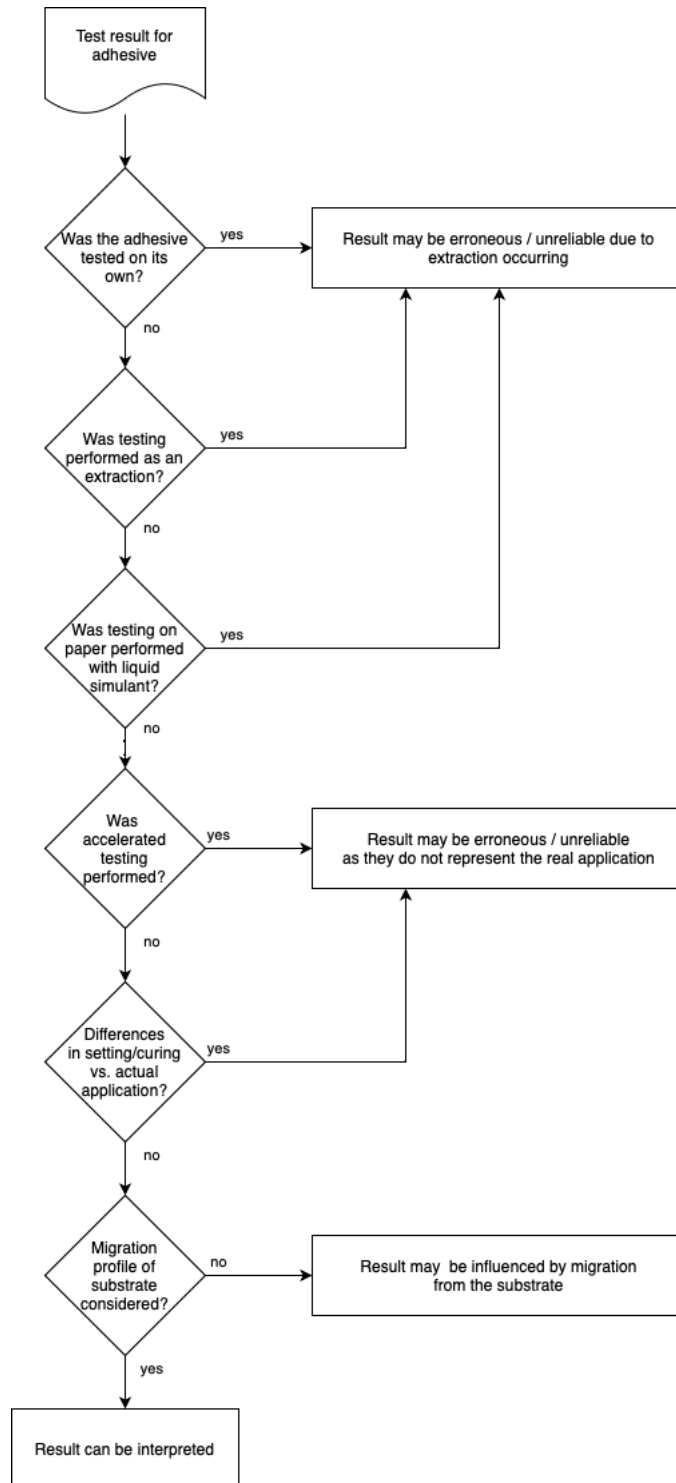 Test result for
adhesive
Was the adhesive
tested on its
own?
yes
Result may be erroneous / unreliable due to
extraction occurring
no
Was testing
performed as an
extraction?
yes
no
Was testing on
paper performed
with liquid
simulant?
yes
no
Was
accelerated
testing
performed?
yes
Result may be erroneous / unreliable
as they do not represent the real application
no
Differences
in setting/curing
vs. actual
application?
yes
no
Migration
profile of
substrate
considered?
no
Result may be influenced by migration
from the substrate
yes
Result can be interpreted